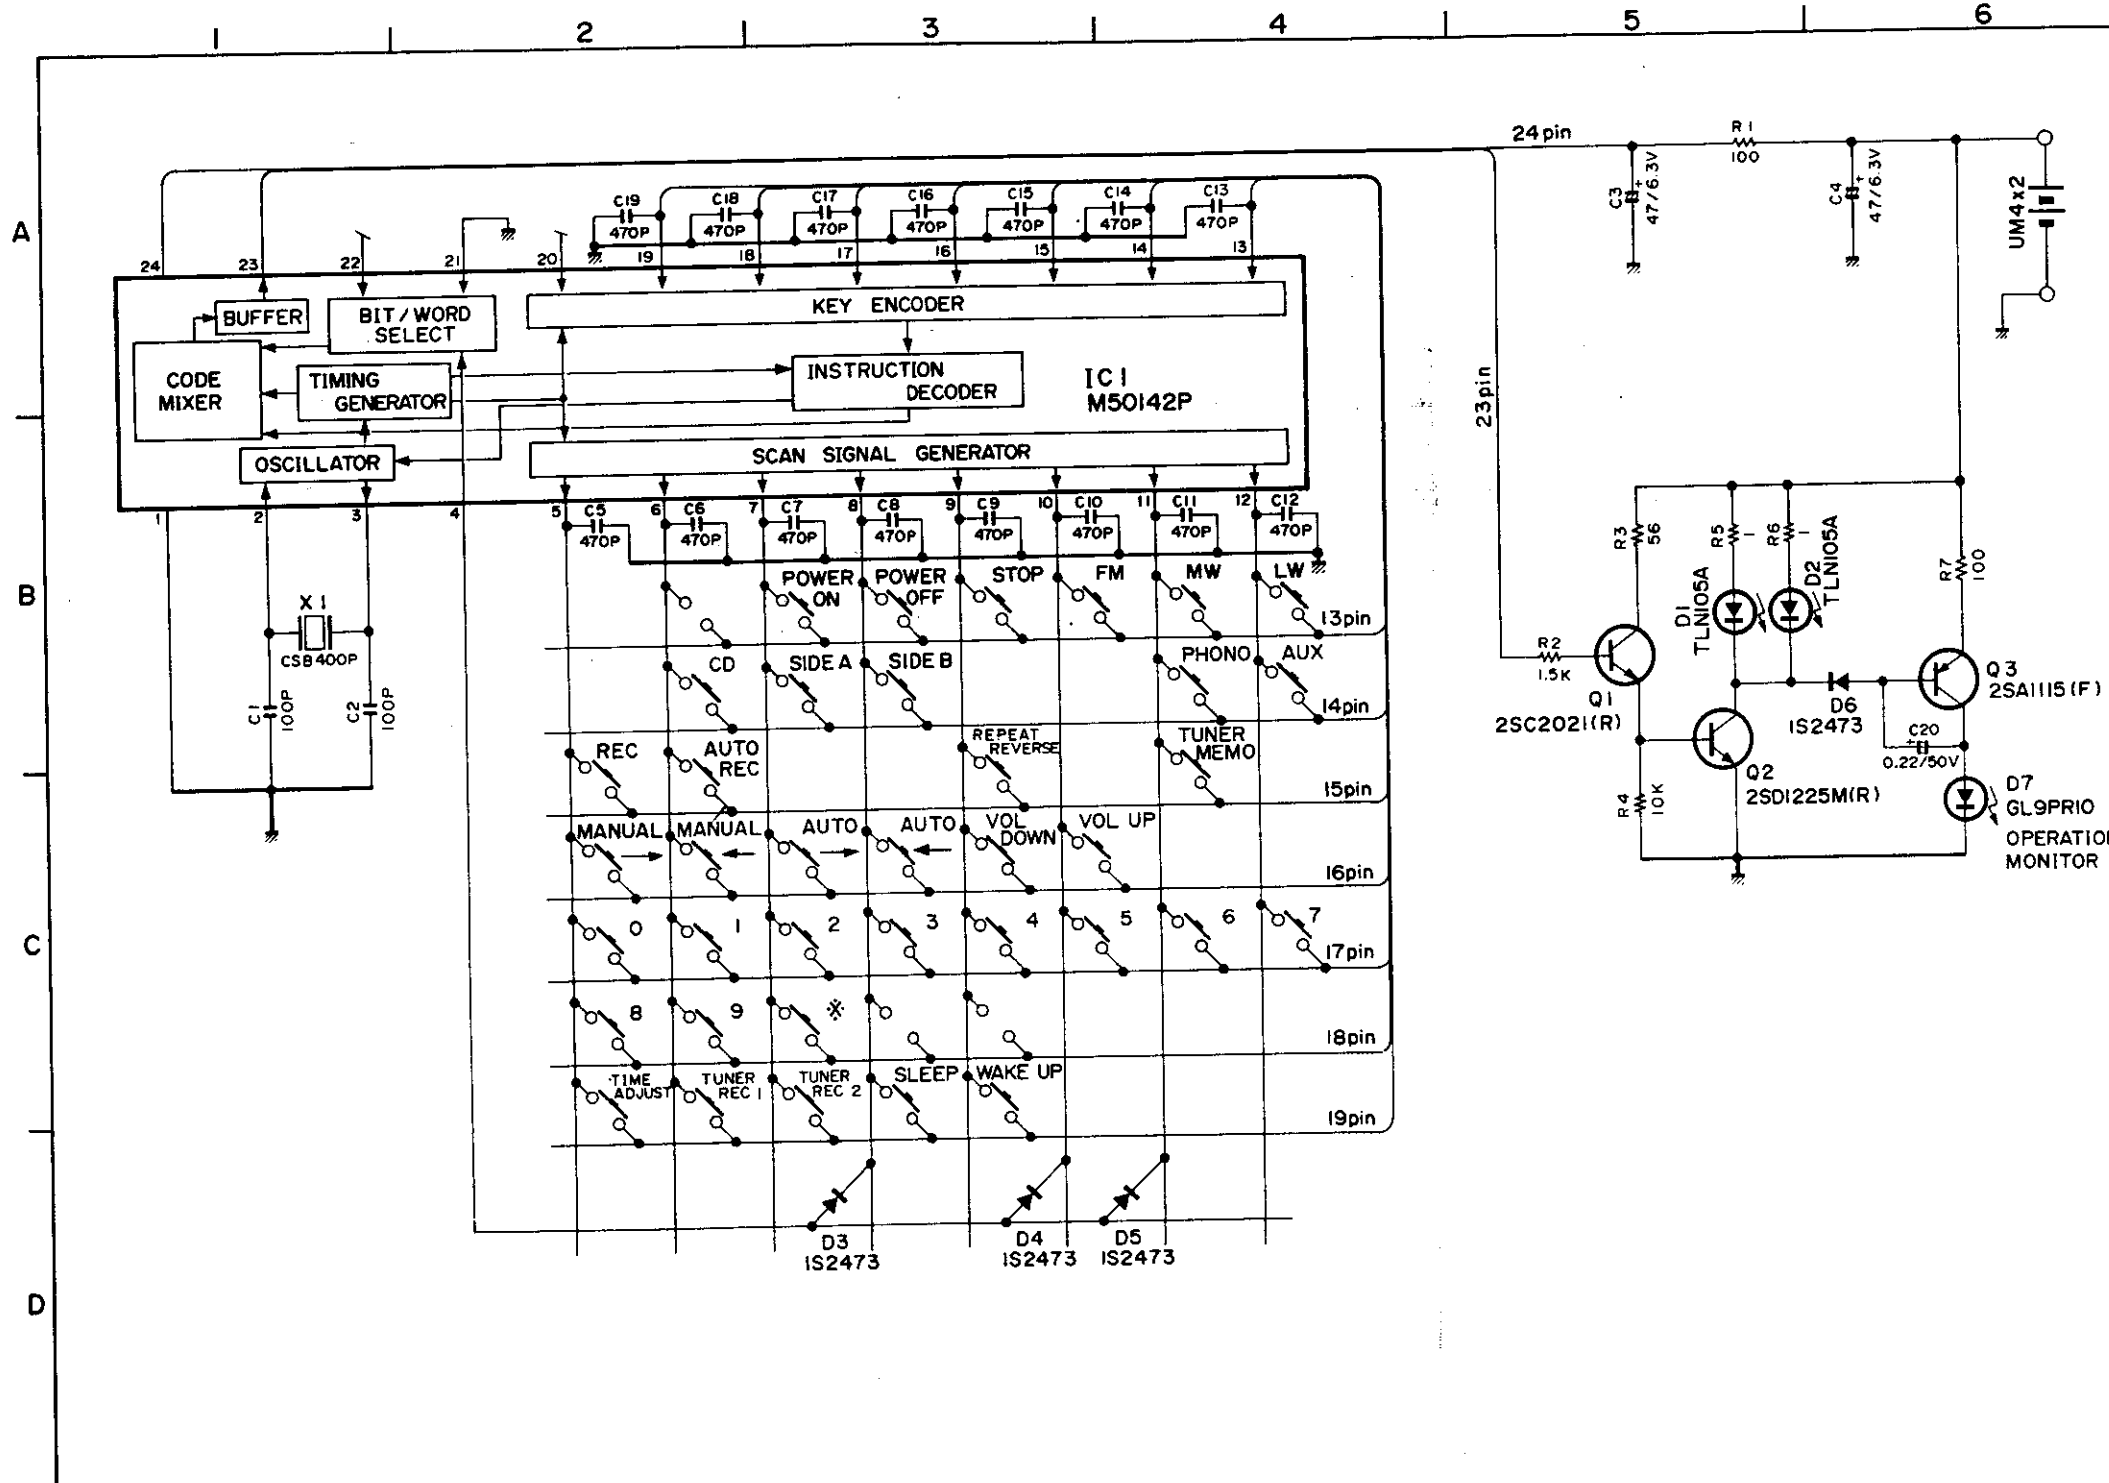 2 3 4 5 6
A
B
C
D
24pin
R1
100
C3
+
47/6.3V
C4
+
47/6.3V
UM4x2
C19
470P
C18
470P
C17
470P
C16
470P
C15
470P
C14
470P
C13
470P
24 23 22 21 20 19 18 17 16 15 14 13
BUFFER
BIT/WORD
SELECT
KEY ENCODER
CODE
MIXER
TIMING
GENERATOR
INSTRUCTION
DECODER
IC1
M50142P
OSCILLATOR
SCAN SIGNAL GENERATOR
23pin
1 2 3 4 5 6 7 8 9 10 11 12
C5
470P
C6
470P
C7
470P
C8
470P
C9
470P
C10
470P
C11
470P
C12
470P
X1
CSB400P
C1
100P
C2
100P
POWER
ON
POWER
OFF
STOP
FM
MW
LW
13pin
CD
SIDE A
SIDE B
PHONO
AUX
14pin
REC
AUTO
REC
REPEAT
REVERSE
TUNER
MEMO
15pin
MANUAL
MANUAL
AUTO
AUTO
VOL
DOWN
VOL UP
16pin
0 1 2 3 4 5 6 7
17pin
8 9 ※
18pin
TIME
ADJUST
TUNER
REC 1
TUNER
REC 2
SLEEP
WAKE UP
19pin
D3
1S2473
D4
1S2473
D5
1S2473
R3
56
R5
1
R6
1
D1
TLN105A
D2
TLN105A
R7
100
R2
1.5K
Q1
2SC2021(R)
R4
10K
Q2
2SD1225M(R)
D6
1S2473
C20
+
0.22/50V
Q3
2SA1115(F)
D7
GL9PR10
OPERATION
MONITOR